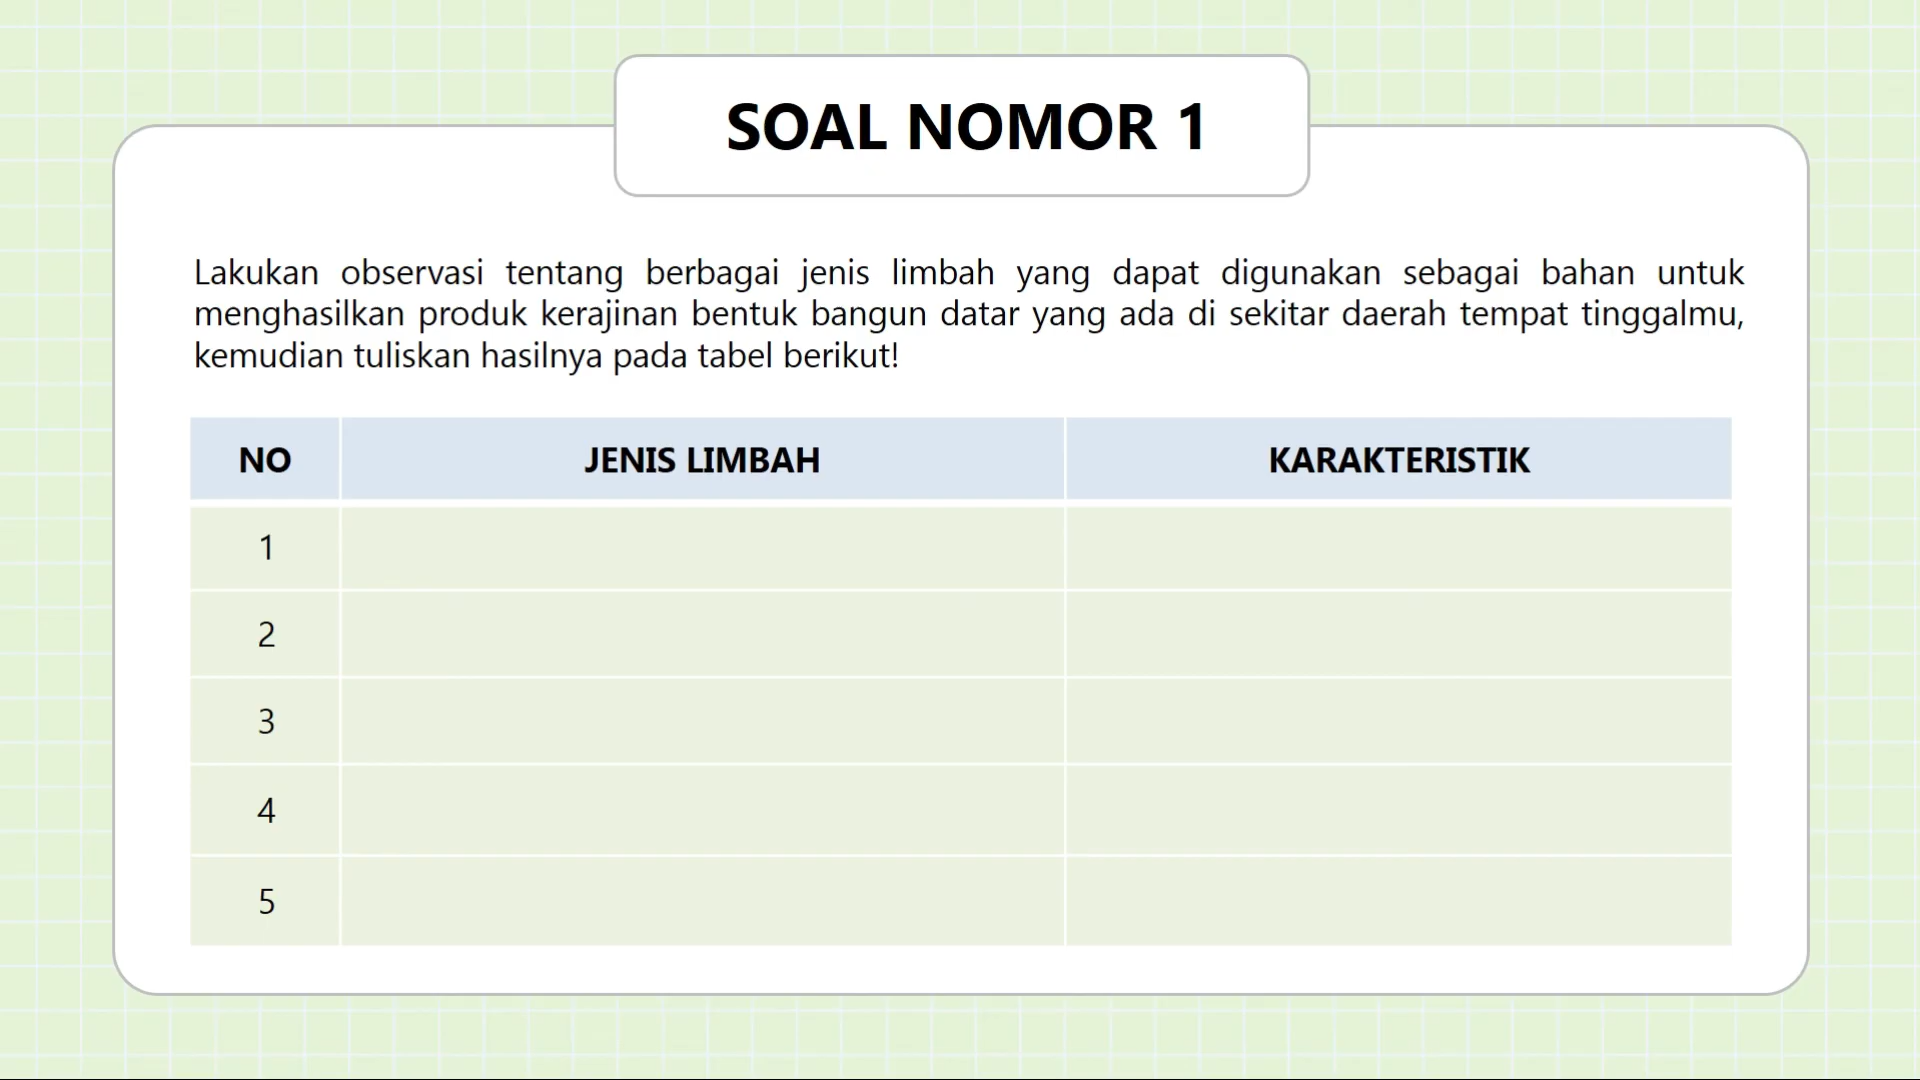 SOAL NOMOR 1
Lakukan observasi tentang berbagai jenis limbah yang dapat digunakan sebagai bahan untuk
menghasilkan produk kerajinan bentuk bangun datar yang ada di sekitar daerah tempat tinggalmu,
kemudian tuliskan hasilnya pada tabel berikut!
NO JENIS LIMBAH KARAKTERISTIK
1
2
3
4
5